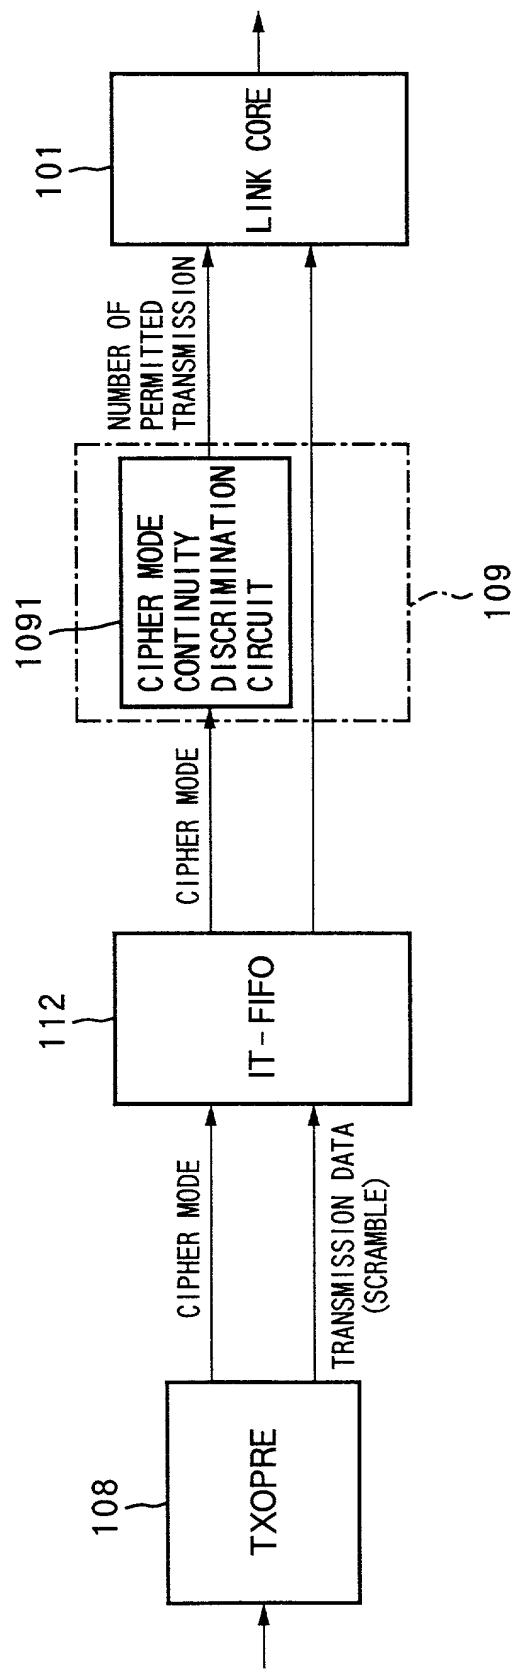 108
TXOPRE
CIPHER MODE
TRANSMISSION DATA
(SCRAMBLE)
112
IT-FIFO
CIPHER MODE
1091
CIPHER MODE
CONTINUITY
DISCRIMINATION
CIRCUIT
109
NUMBER OF
PERMITTED
TRANSMISSION
101
LINK CORE